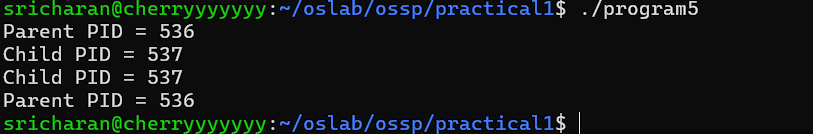 sricharan@cherryyyyyyy:~/oslab/ossp/practical1$ ./program5
Parent PID = 536
Child PID = 537
Child PID = 537
Parent PID = 536
sricharan@cherryyyyyyy:~/oslab/ossp/practical1$